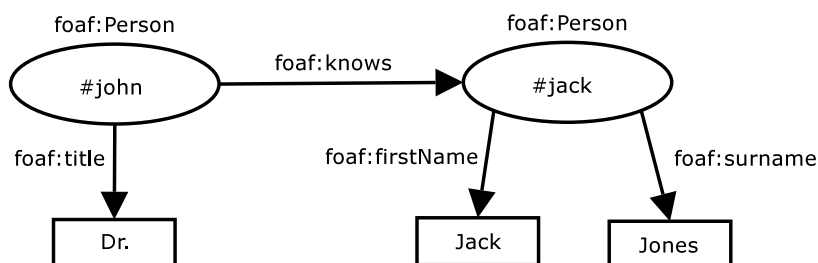 foaf:Person
foaf:Person
#john
foaf:knows
#jack
foaf:title
foaf:firstName
foaf:surname
Dr.
Jack
Jones